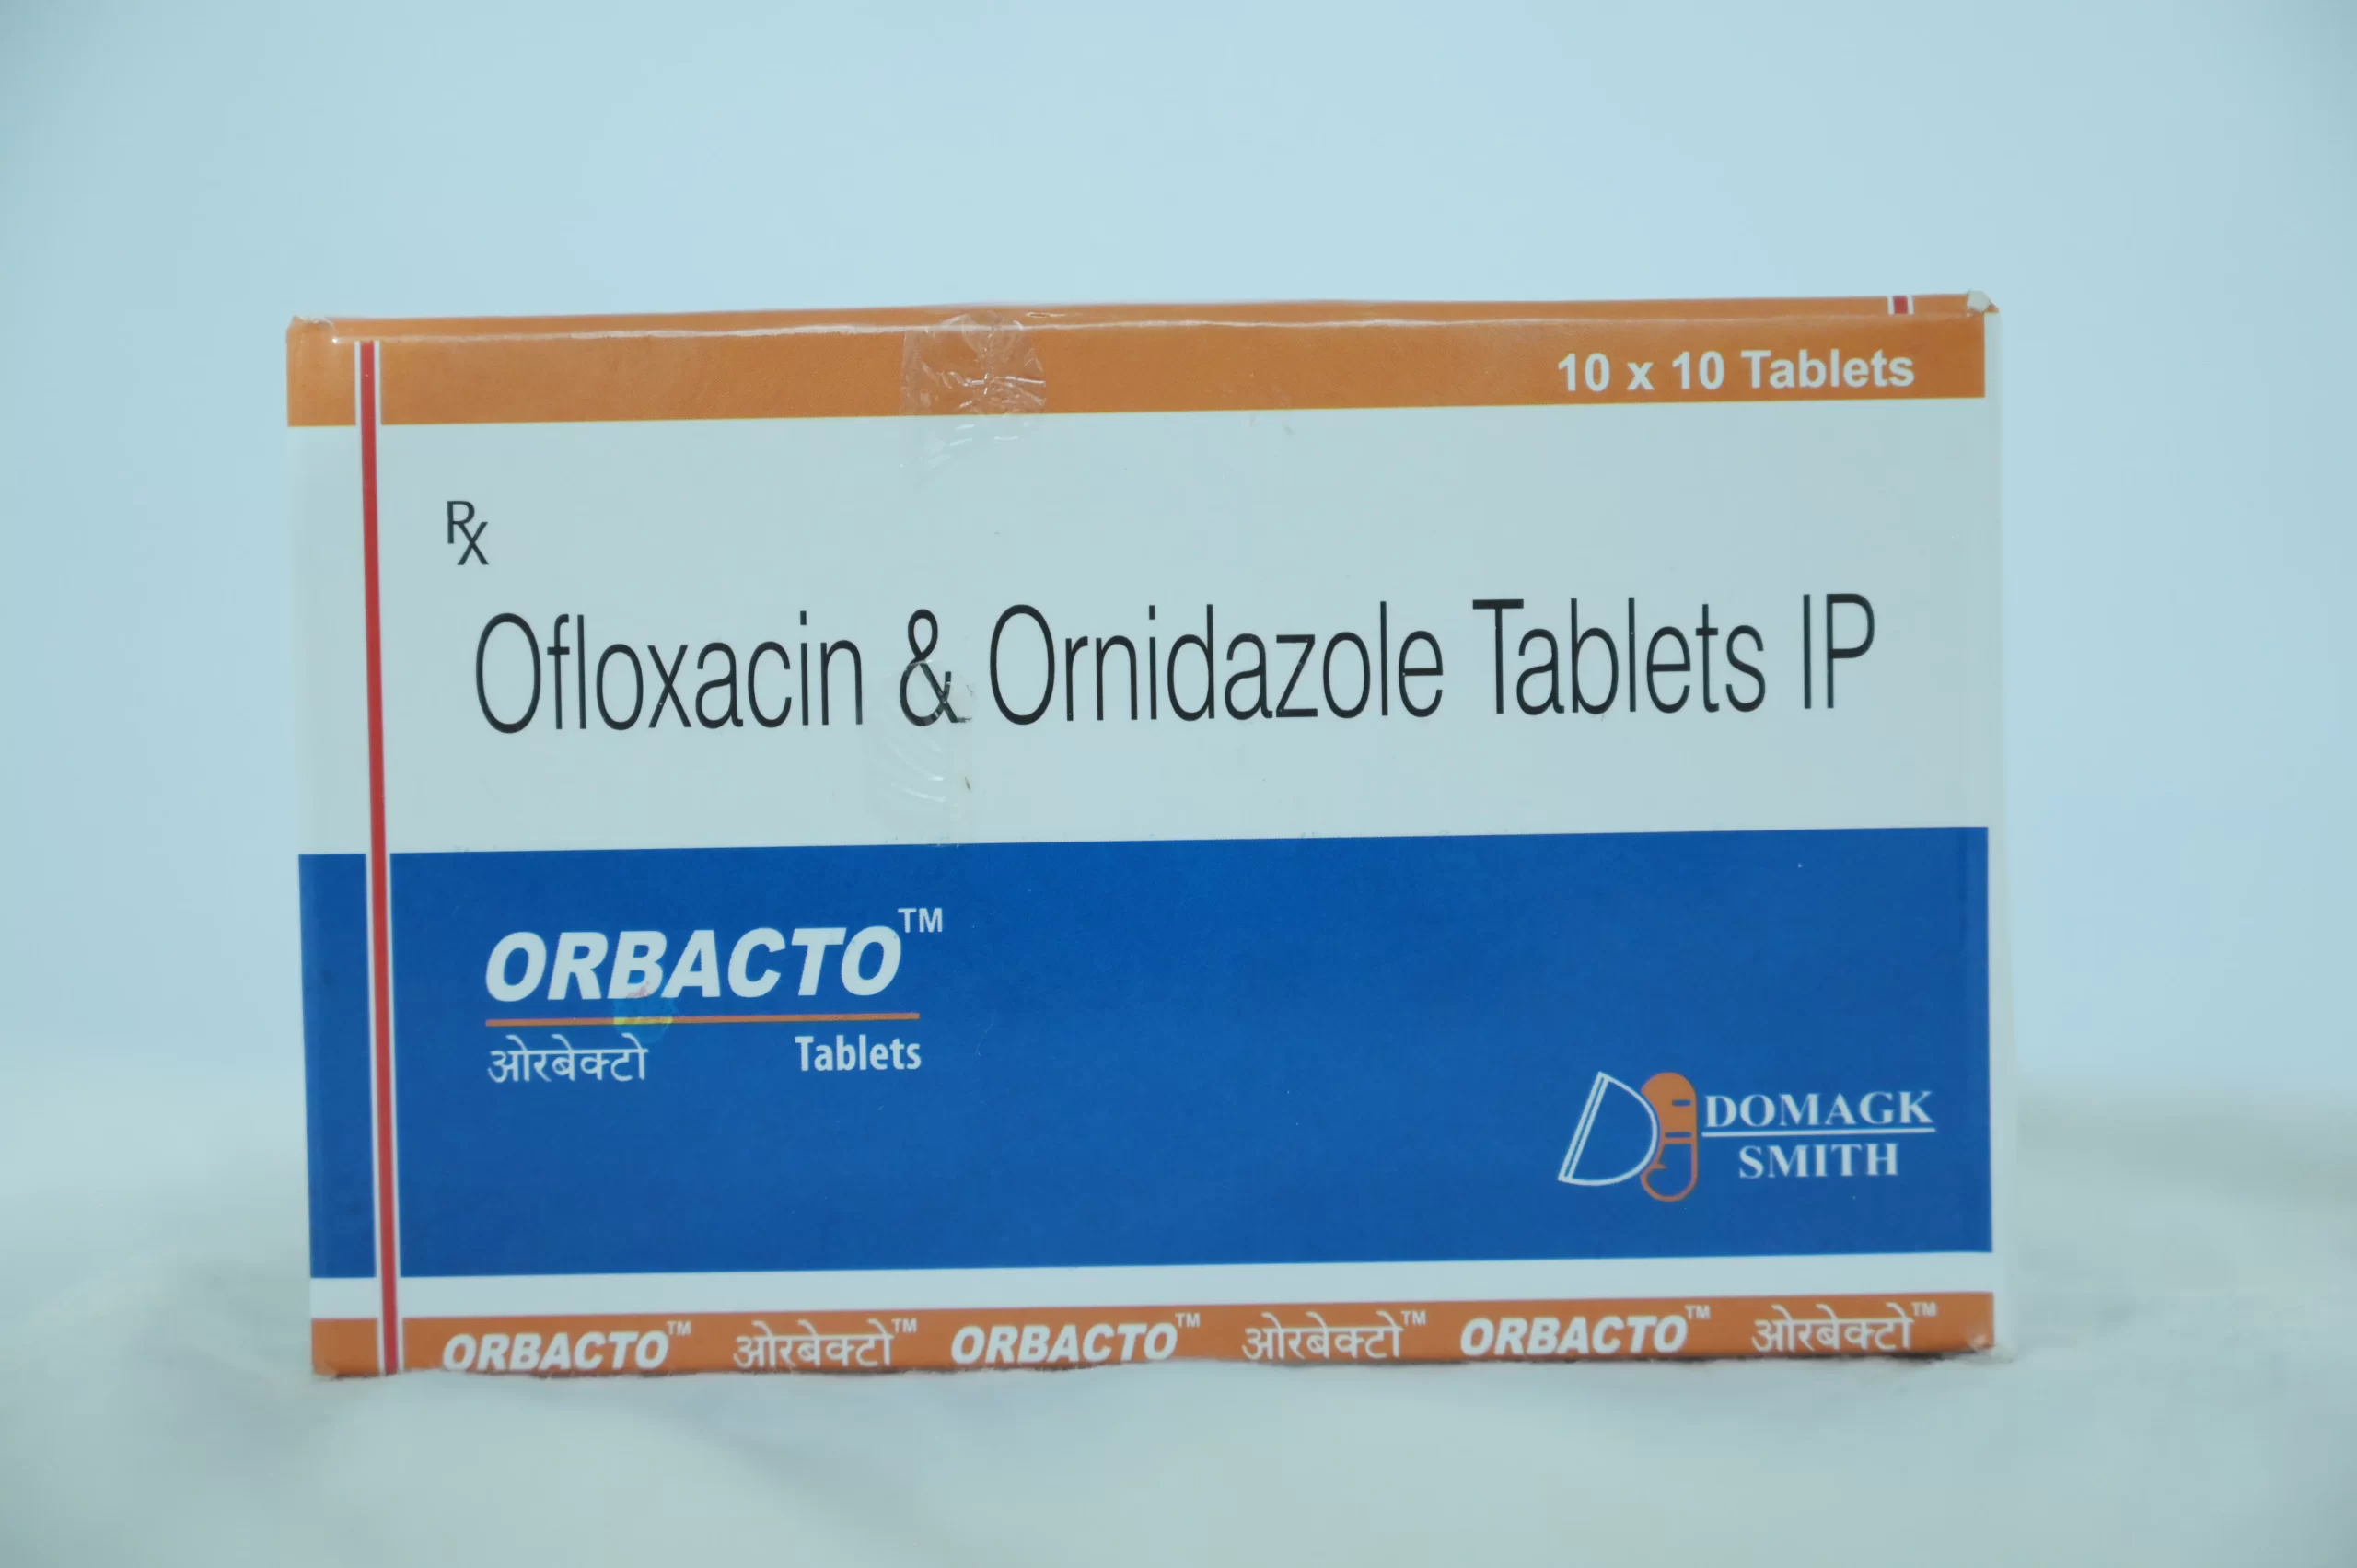 10 x 10 Tablets
Rx
Ofloxacin & Ornidazole Tablets IP
ORBACTO™
ओरबेक्टो Tablets
DOMAGK
SMITH
ORBACTO™ ओरबेक्टो™ ORBACTO™ ओरबेक्टो™ ORBACTO™ ओरबेक्टो™